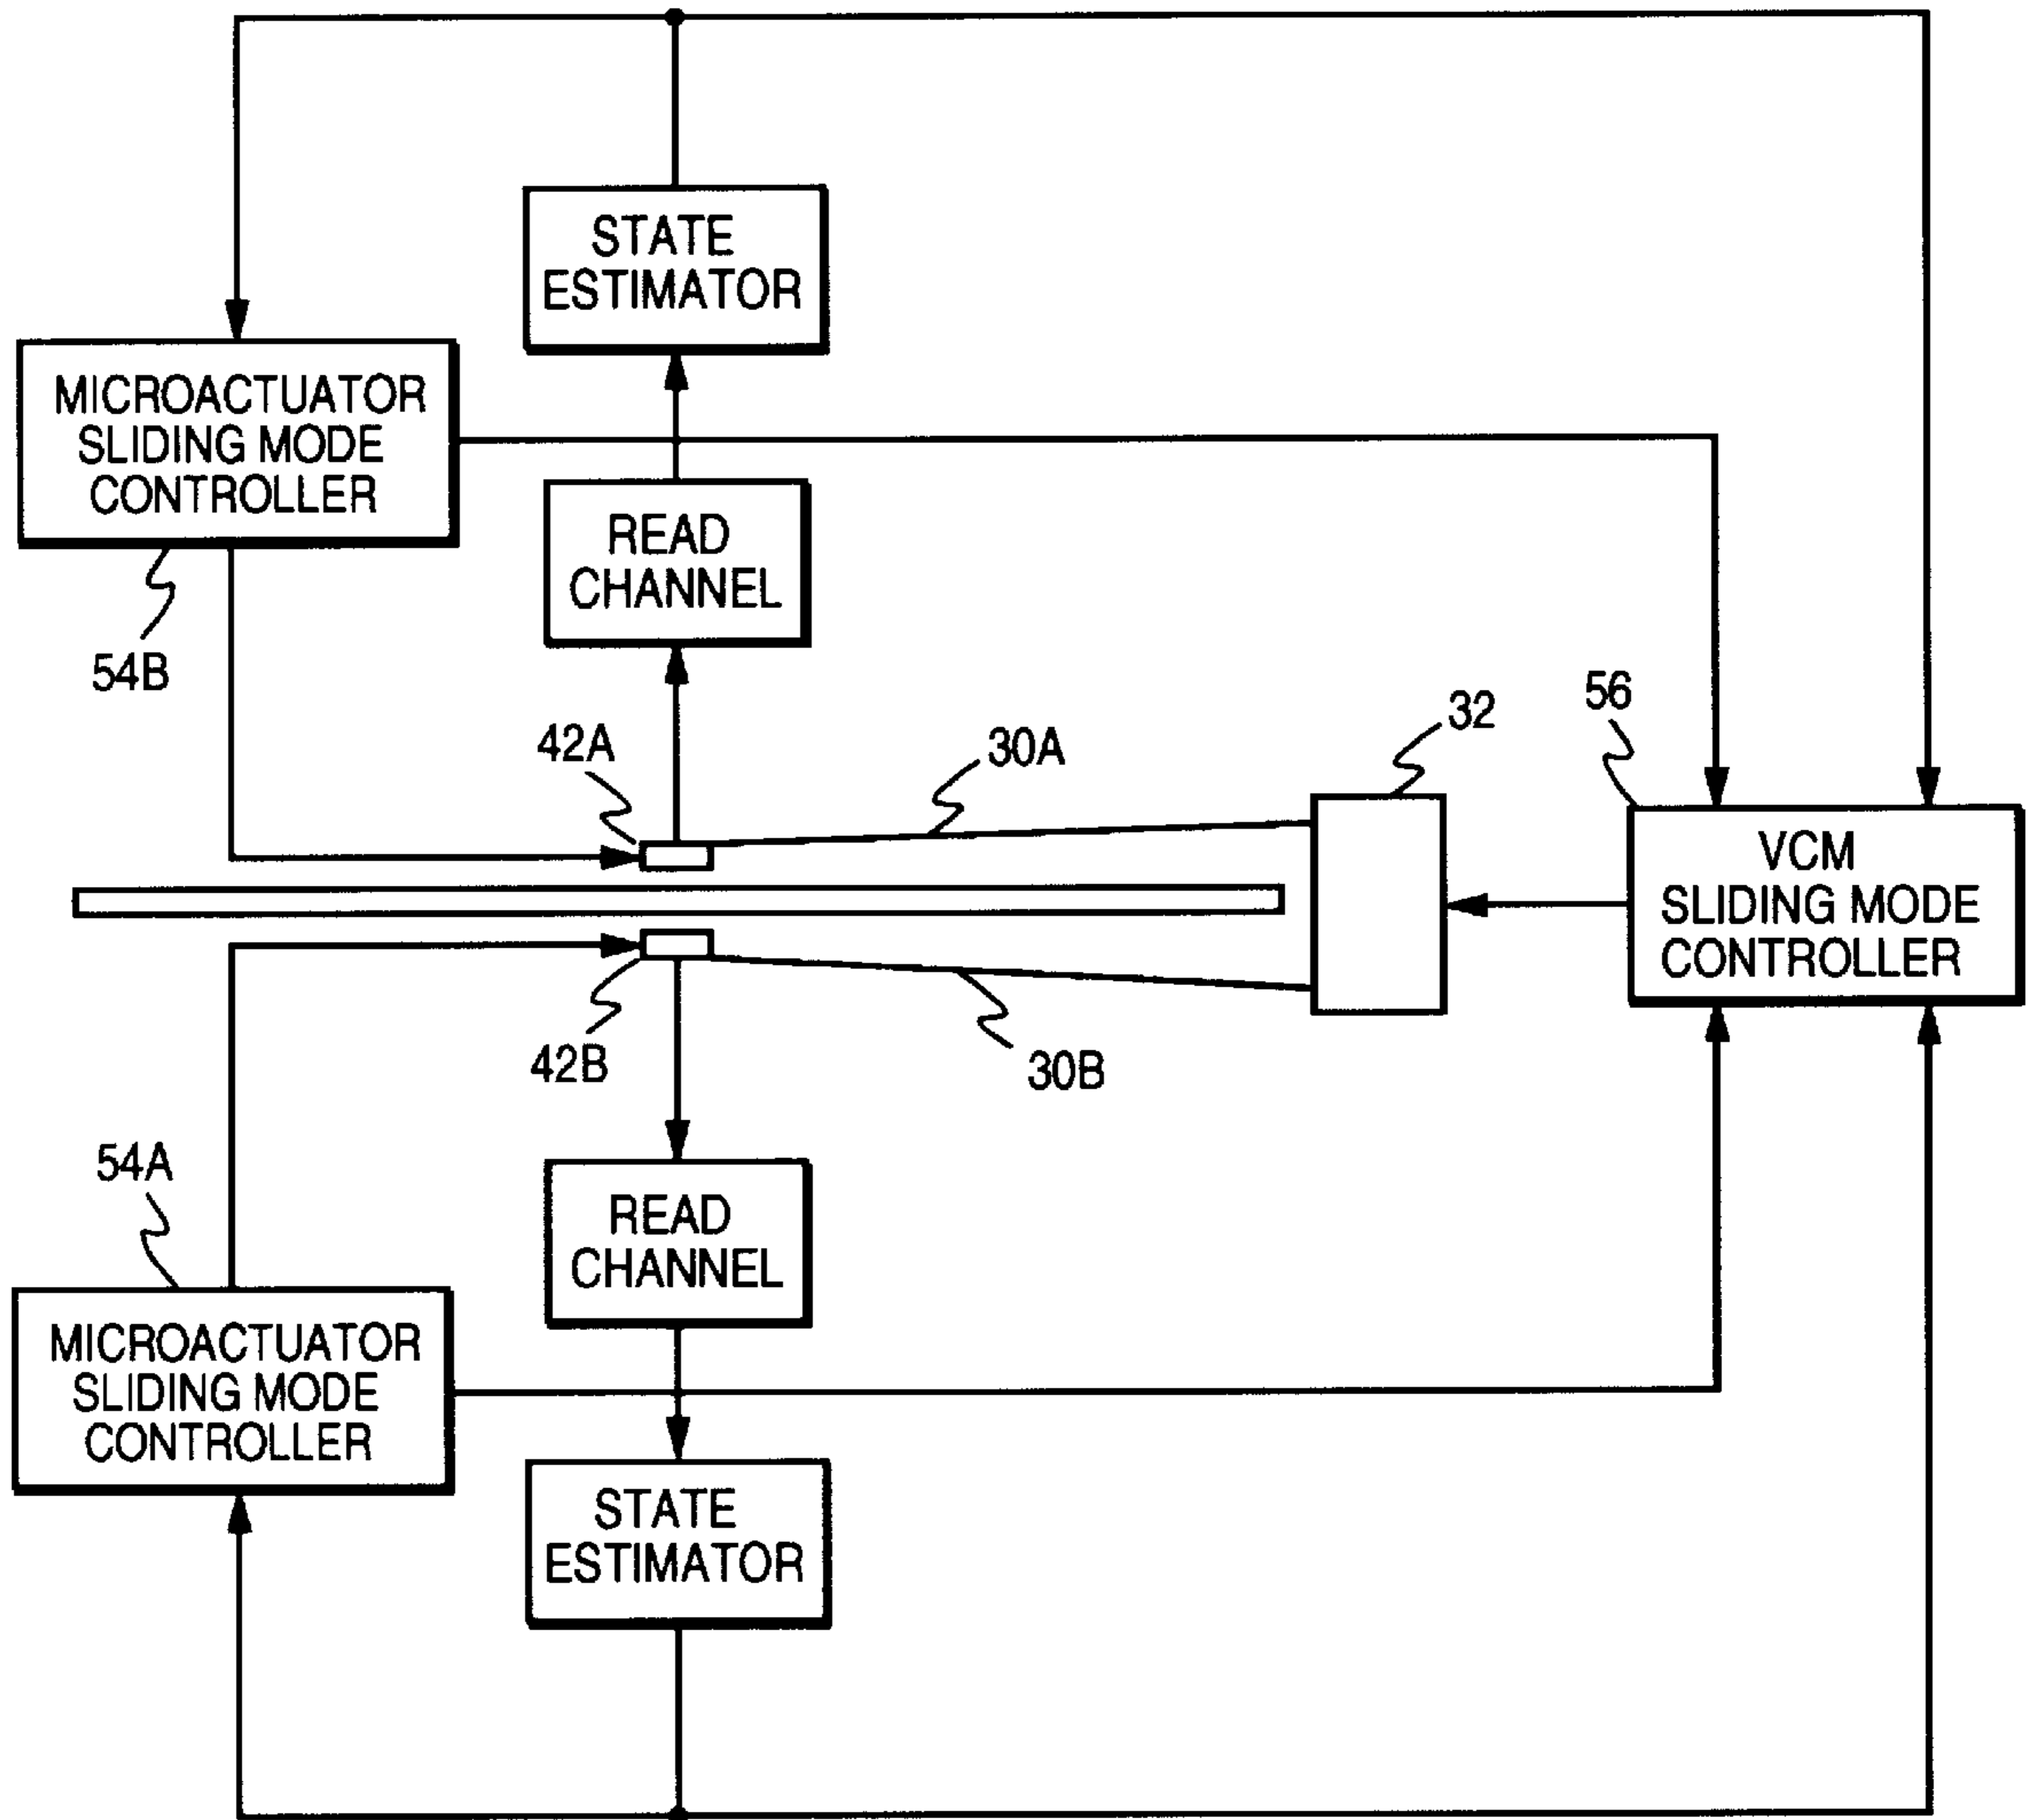 STATE
ESTIMATOR
MICROACTUATOR
SLIDING MODE
CONTROLLER
READ
CHANNEL
54B
42A
30A
32
56
VCM
SLIDING MODE
CONTROLLER
42B
30B
54A
READ
CHANNEL
MICROACTUATOR
SLIDING MODE
CONTROLLER
STATE
ESTIMATOR